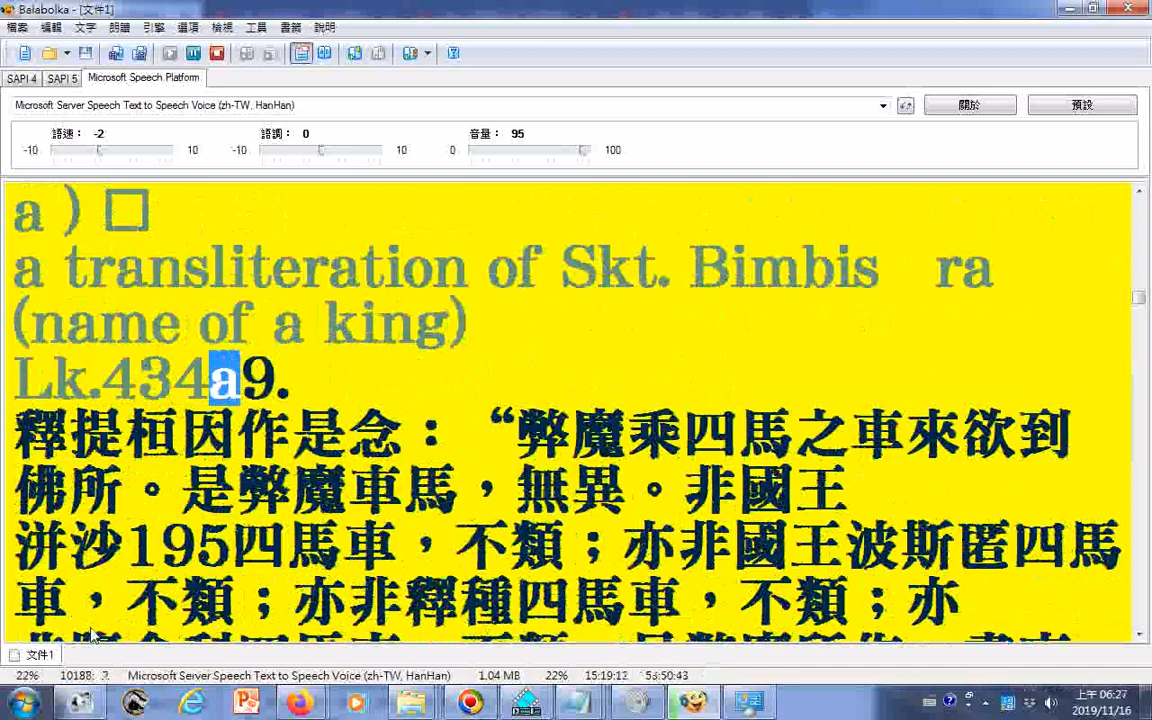 Balabolka - [文件1]
檔案 編輯 文字 朗讀 引擎 選項 檢視 工具 書籤 說明
SAPI 4 SAPI 5 Microsoft Speech Platform
Microsoft Server Speech Text to Speech Voice (zh-TW, HanHan) 關於 預設
語速： -2 語調： 0 音量： 95
-10 10 -10 10 0 100
a ) □
a transliteration of Skt. Bimbis ra
(name of a king)
Lk.434a9.
釋提桓因作是念：“弊魔乘四馬之車來欲到
佛所。是弊魔車馬，無異。非國王
洴沙195四馬車，不類；亦非國王波斯匿四馬
車，不類；亦非釋種四馬車，不類；亦
文件1
22% Microsoft Server Speech Text to Speech Voice (zh-TW, HanHan) 1.04 MB 22% 15:19:12 53:50:43
上午 06:27
2019/11/16